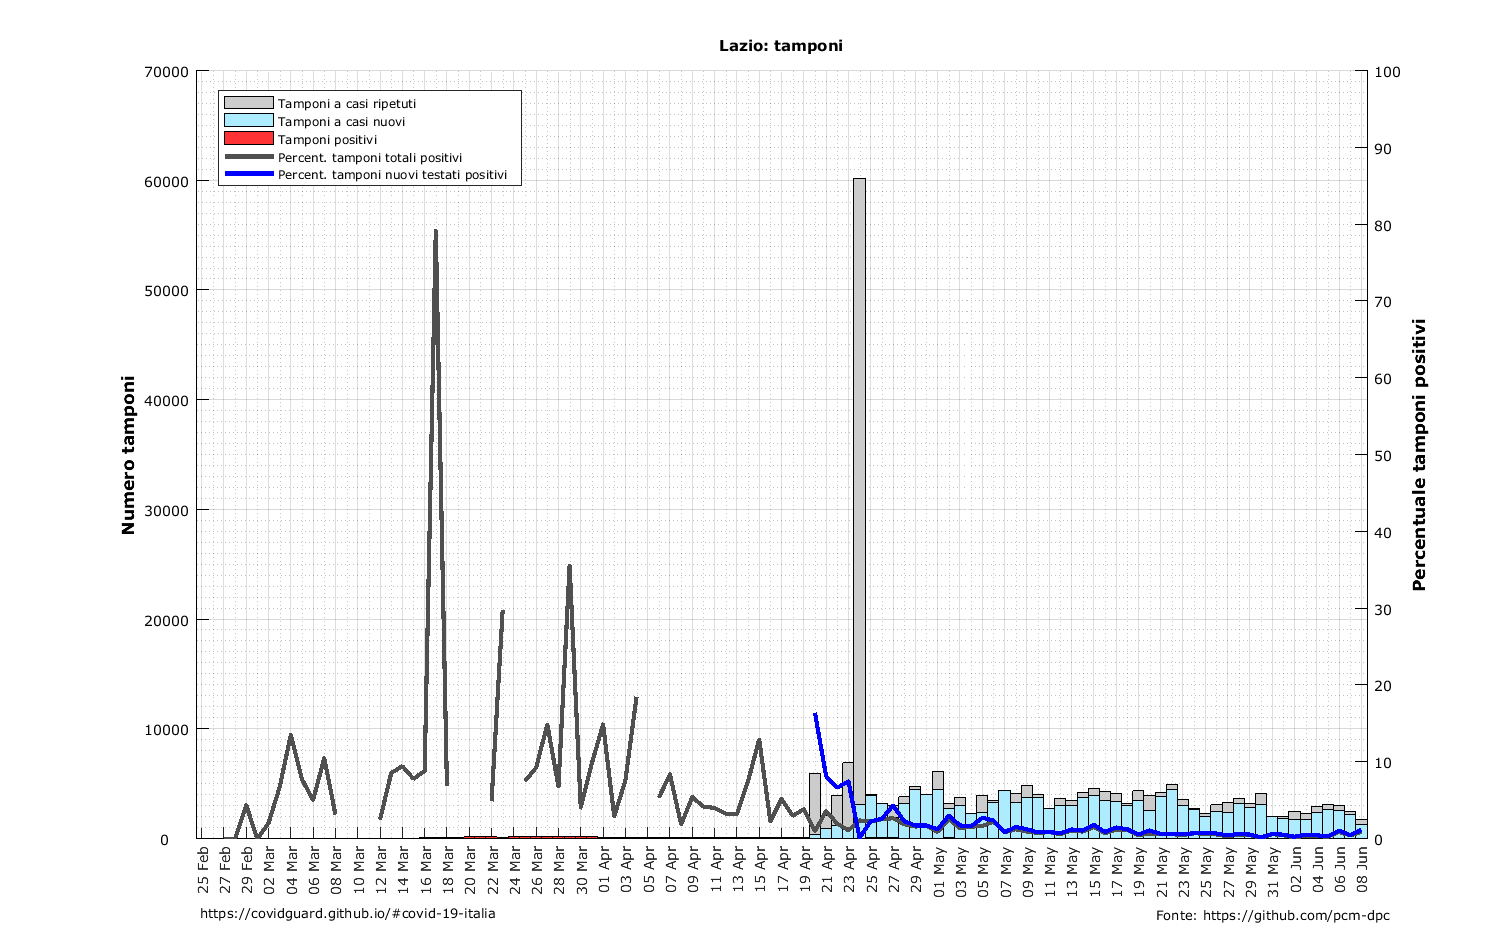 Lazio: tamponi
Tamponi a casi ripetuti
Tamponi a casi nuovi
Tamponi positivi
Percent. tamponi totali positivi
Percent. tamponi nuovi testati positivi
Numero tamponi
70000
60000
50000
40000
30000
20000
10000
0
Percentuale tamponi positivi
100
90
80
70
60
50
40
30
20
10
0
25 Feb
27 Feb
29 Feb
02 Mar
04 Mar
06 Mar
08 Mar
10 Mar
12 Mar
14 Mar
16 Mar
18 Mar
20 Mar
22 Mar
24 Mar
26 Mar
28 Mar
30 Mar
01 Apr
03 Apr
05 Apr
07 Apr
09 Apr
11 Apr
13 Apr
15 Apr
17 Apr
19 Apr
21 Apr
23 Apr
25 Apr
27 Apr
29 Apr
01 May
03 May
05 May
07 May
09 May
11 May
13 May
15 May
17 May
19 May
21 May
23 May
25 May
27 May
29 May
31 May
02 Jun
04 Jun
06 Jun
08 Jun
https://covidguard.github.io/#covid-19-italia
Fonte: https://github.com/pcm-dpc